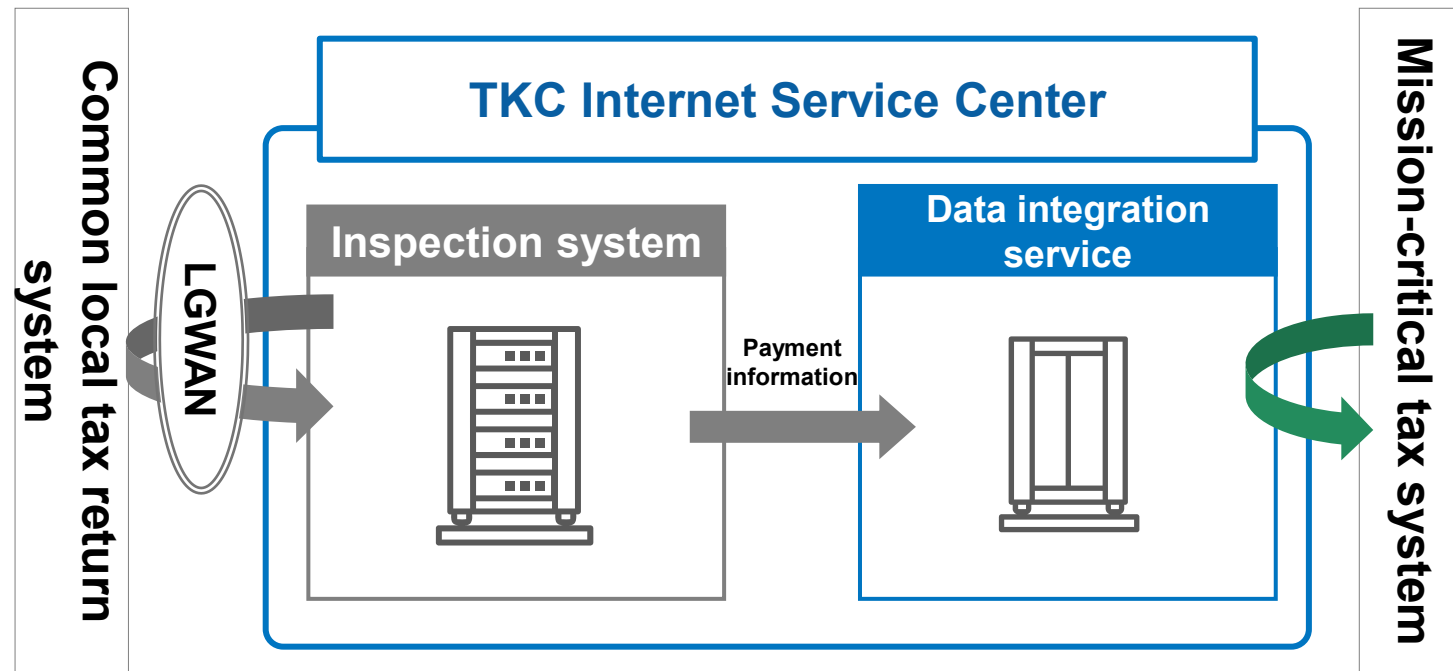 Common local tax return
system
LGWAN
TKC Internet Service Center
Inspection system
Payment
information
Data integration
service
Mission-critical tax system